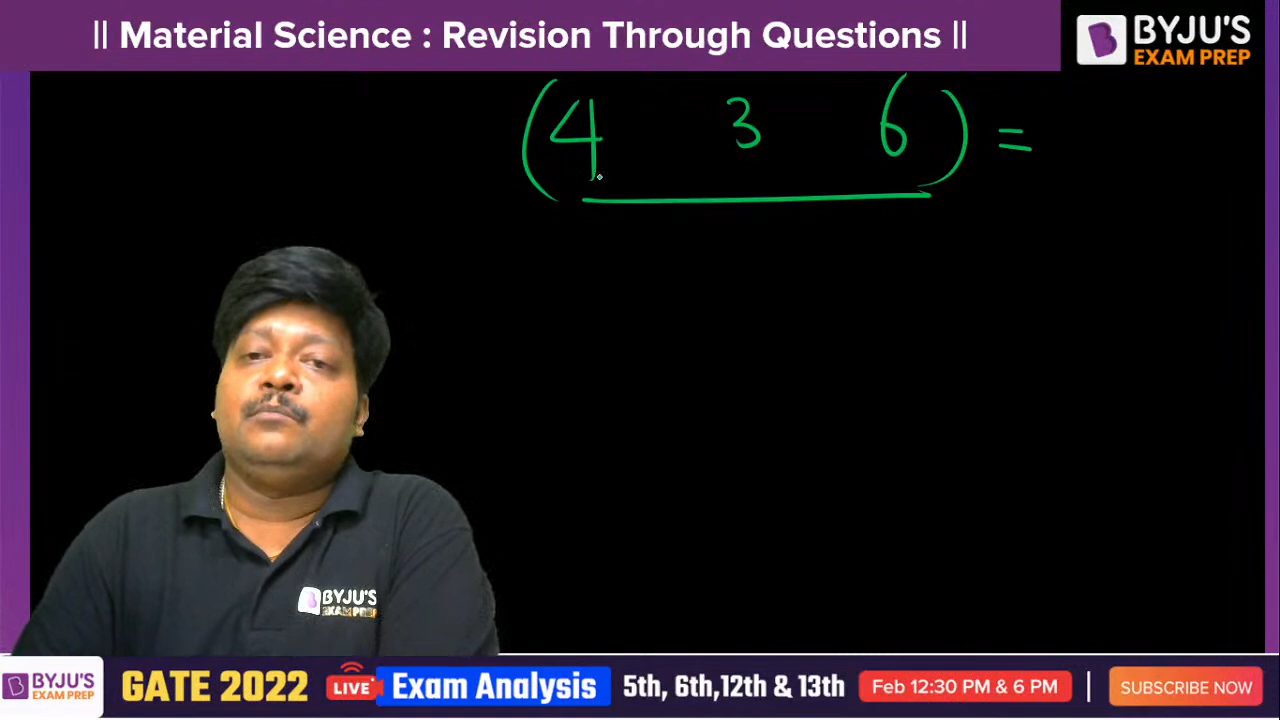 || Material Science : Revision Through Questions ||
BYJU'S
EXAM PREP
(4 3 6) =
BYJU'S
EXAM PREP
BYJU'S
EXAM PREP
GATE 2022
LIVE
Exam Analysis
5th, 6th,12th & 13th
Feb 12:30 PM & 6 PM
SUBSCRIBE NOW